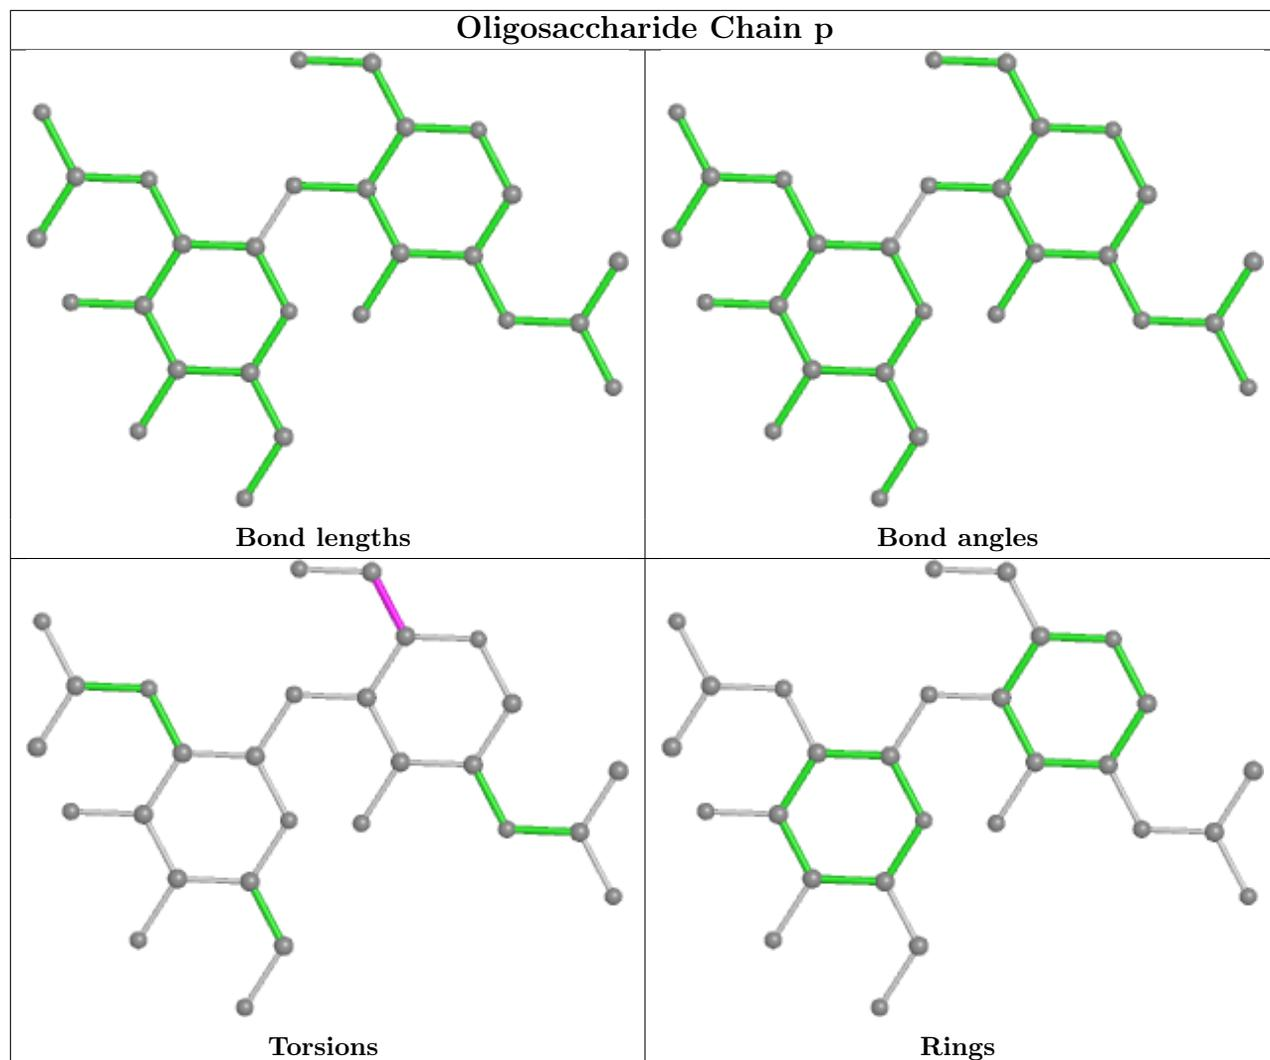 Oligosaccharide Chain p
Bond lengths
Bond angles
Torsions
Rings